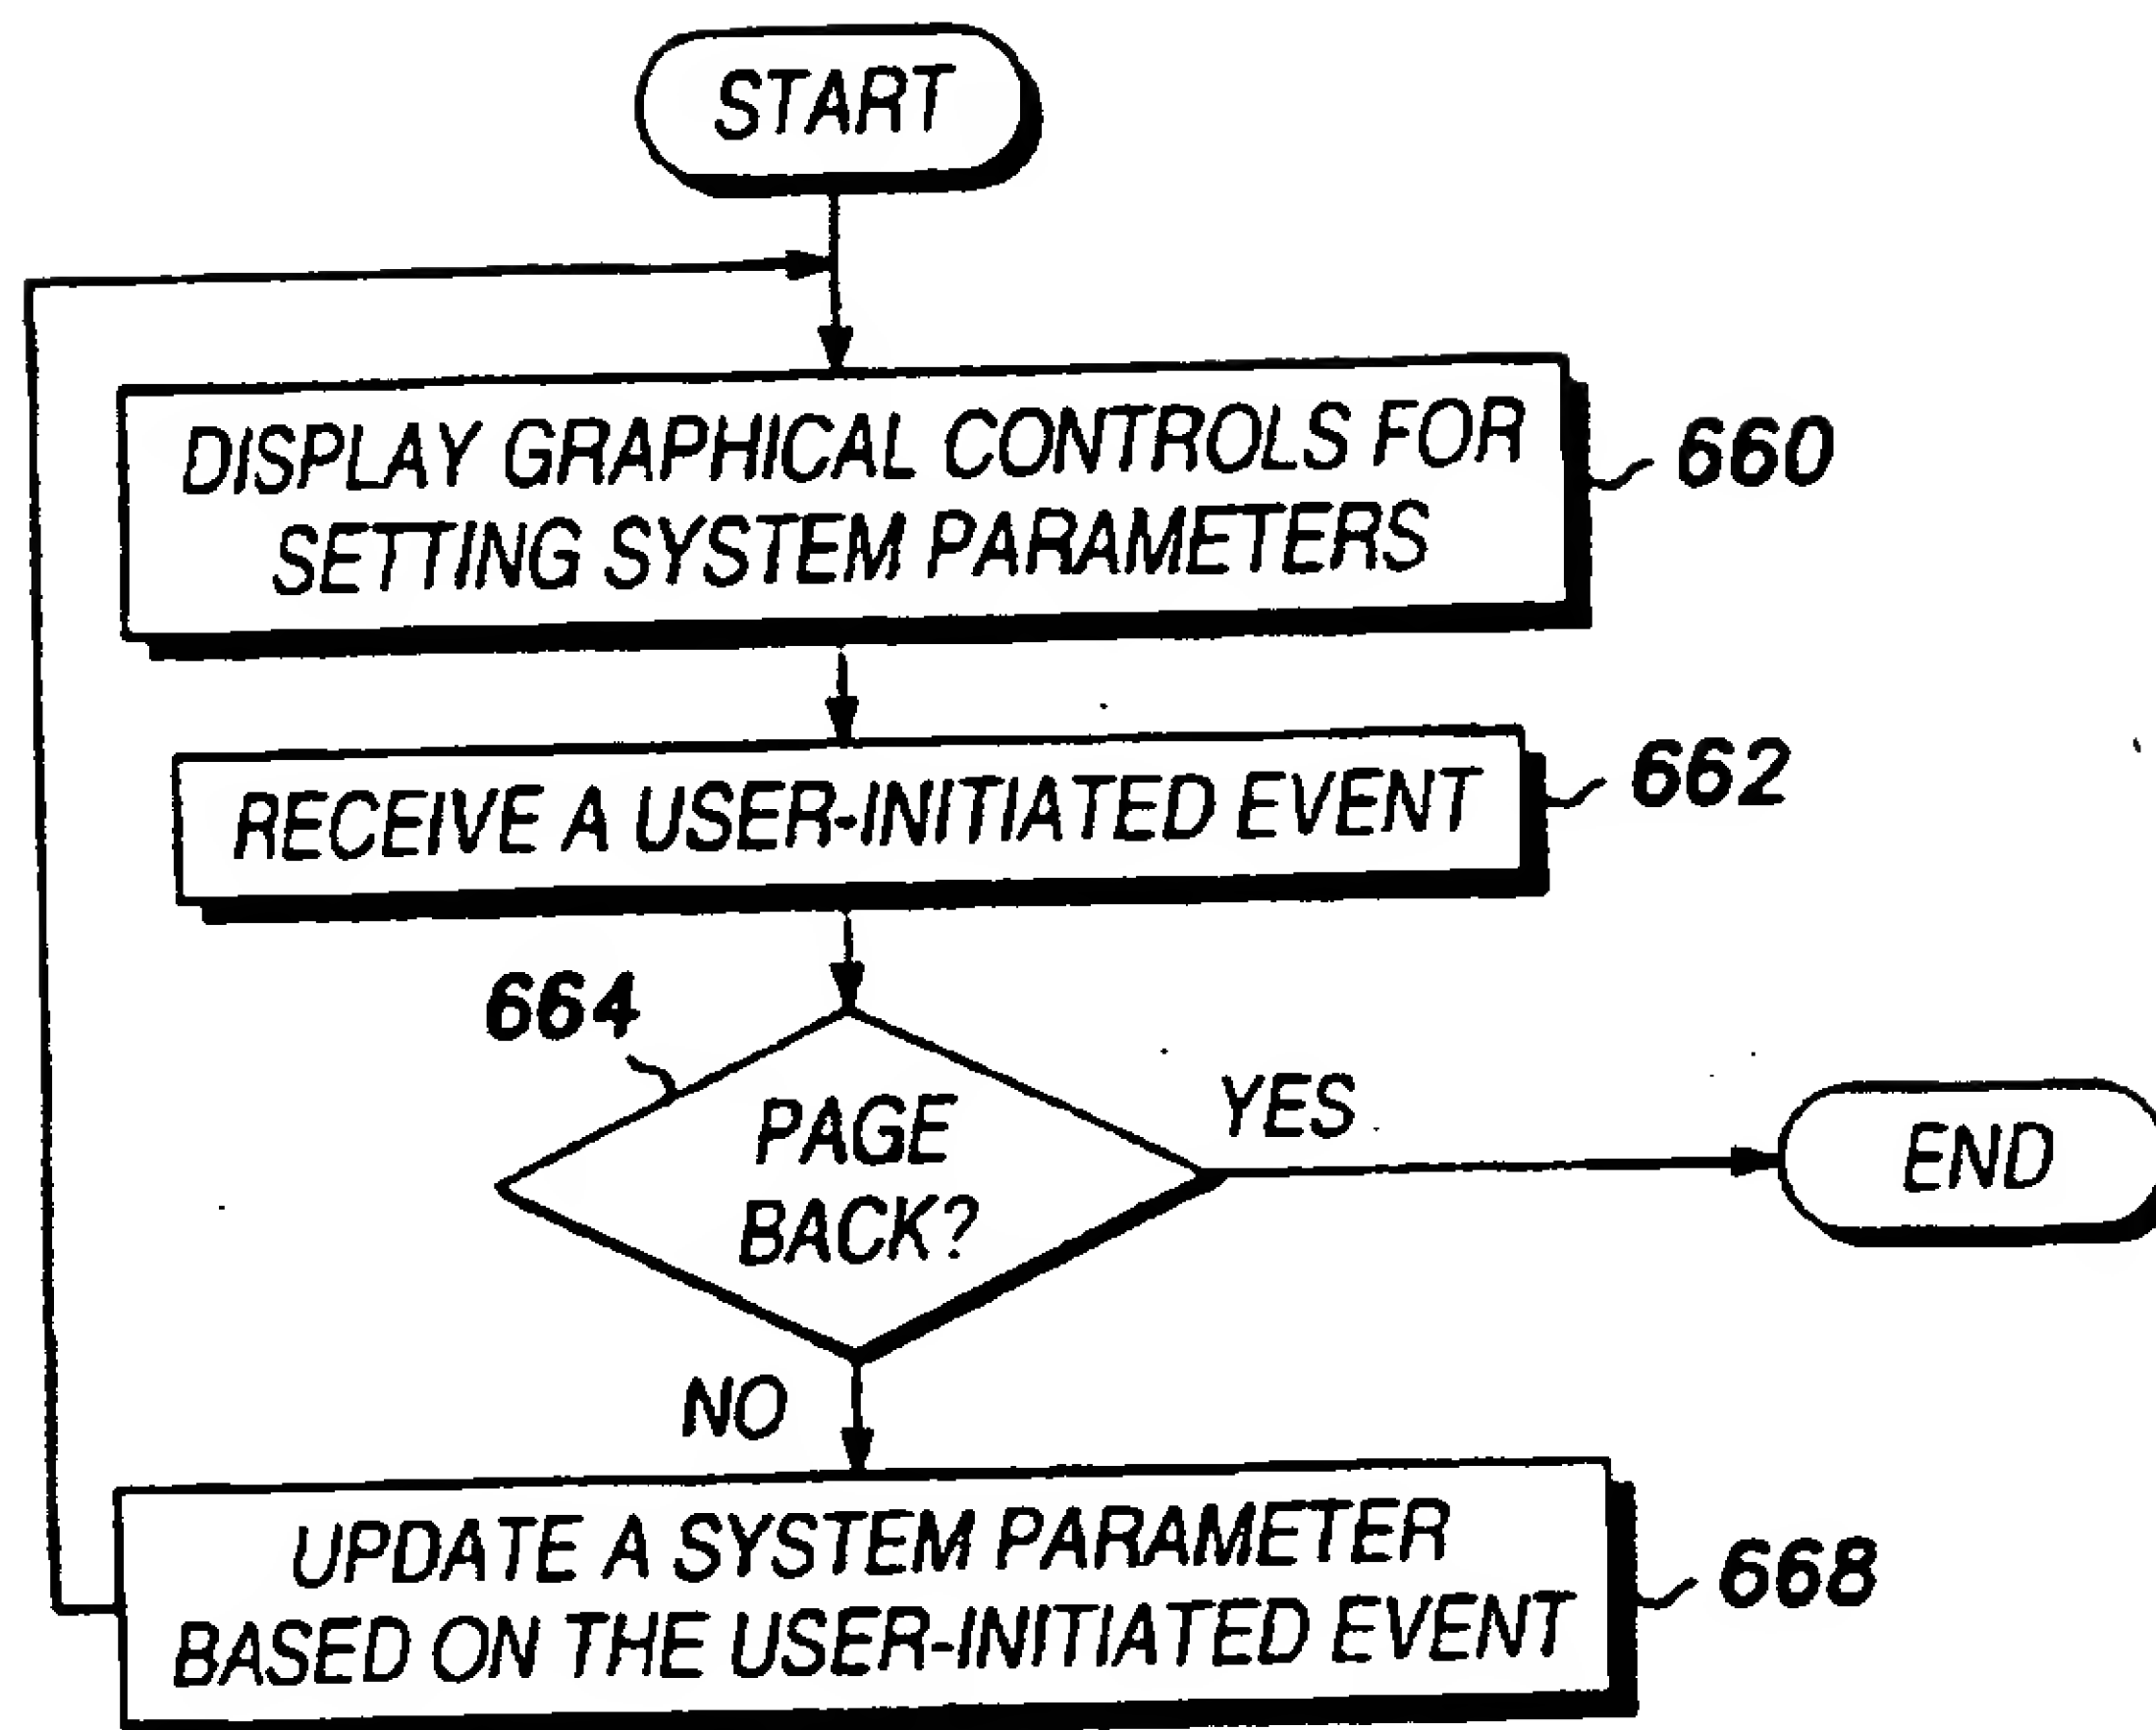 START
DISPLAY GRAPHICAL CONTROLS FOR
SETTING SYSTEM PARAMETERS
660
RECEIVE A USER-INITIATED EVENT
662
664
PAGE
BACK?
YES
END
NO
UPDATE A SYSTEM PARAMETER
BASED ON THE USER-INITIATED EVENT
668